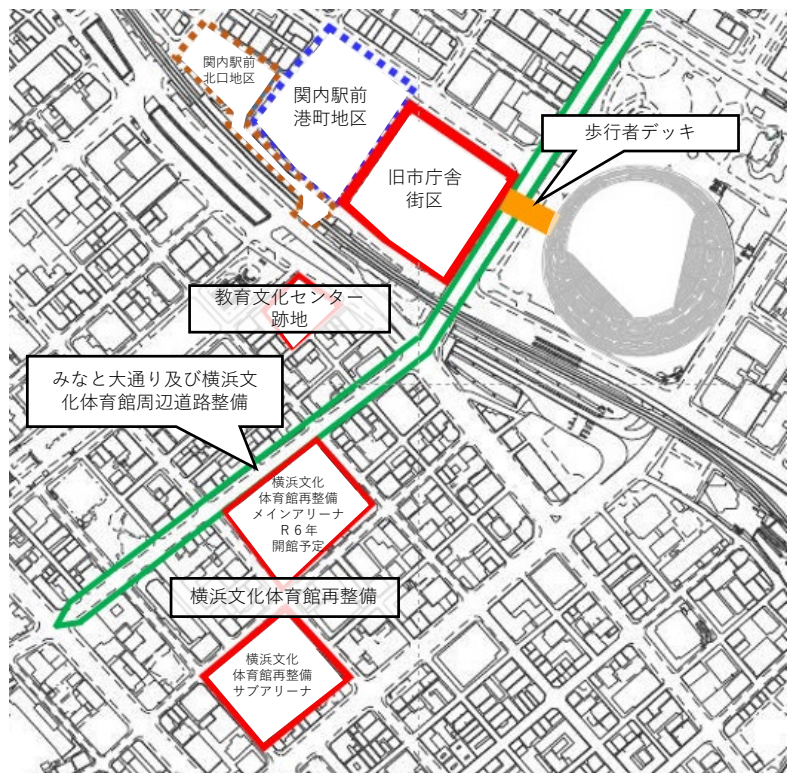 関内駅前
北口地区
関内駅前
港町地区
歩行者デッキ
旧市庁舎
街区
教育文化センター
跡地
みなと大通り及び横浜文
化体育館周辺道路整備
横浜文化
体育館再整備
メインアリーナ
R6年
開館予定
横浜文化体育館再整備
横浜文化
体育館再整備
サブアリーナ